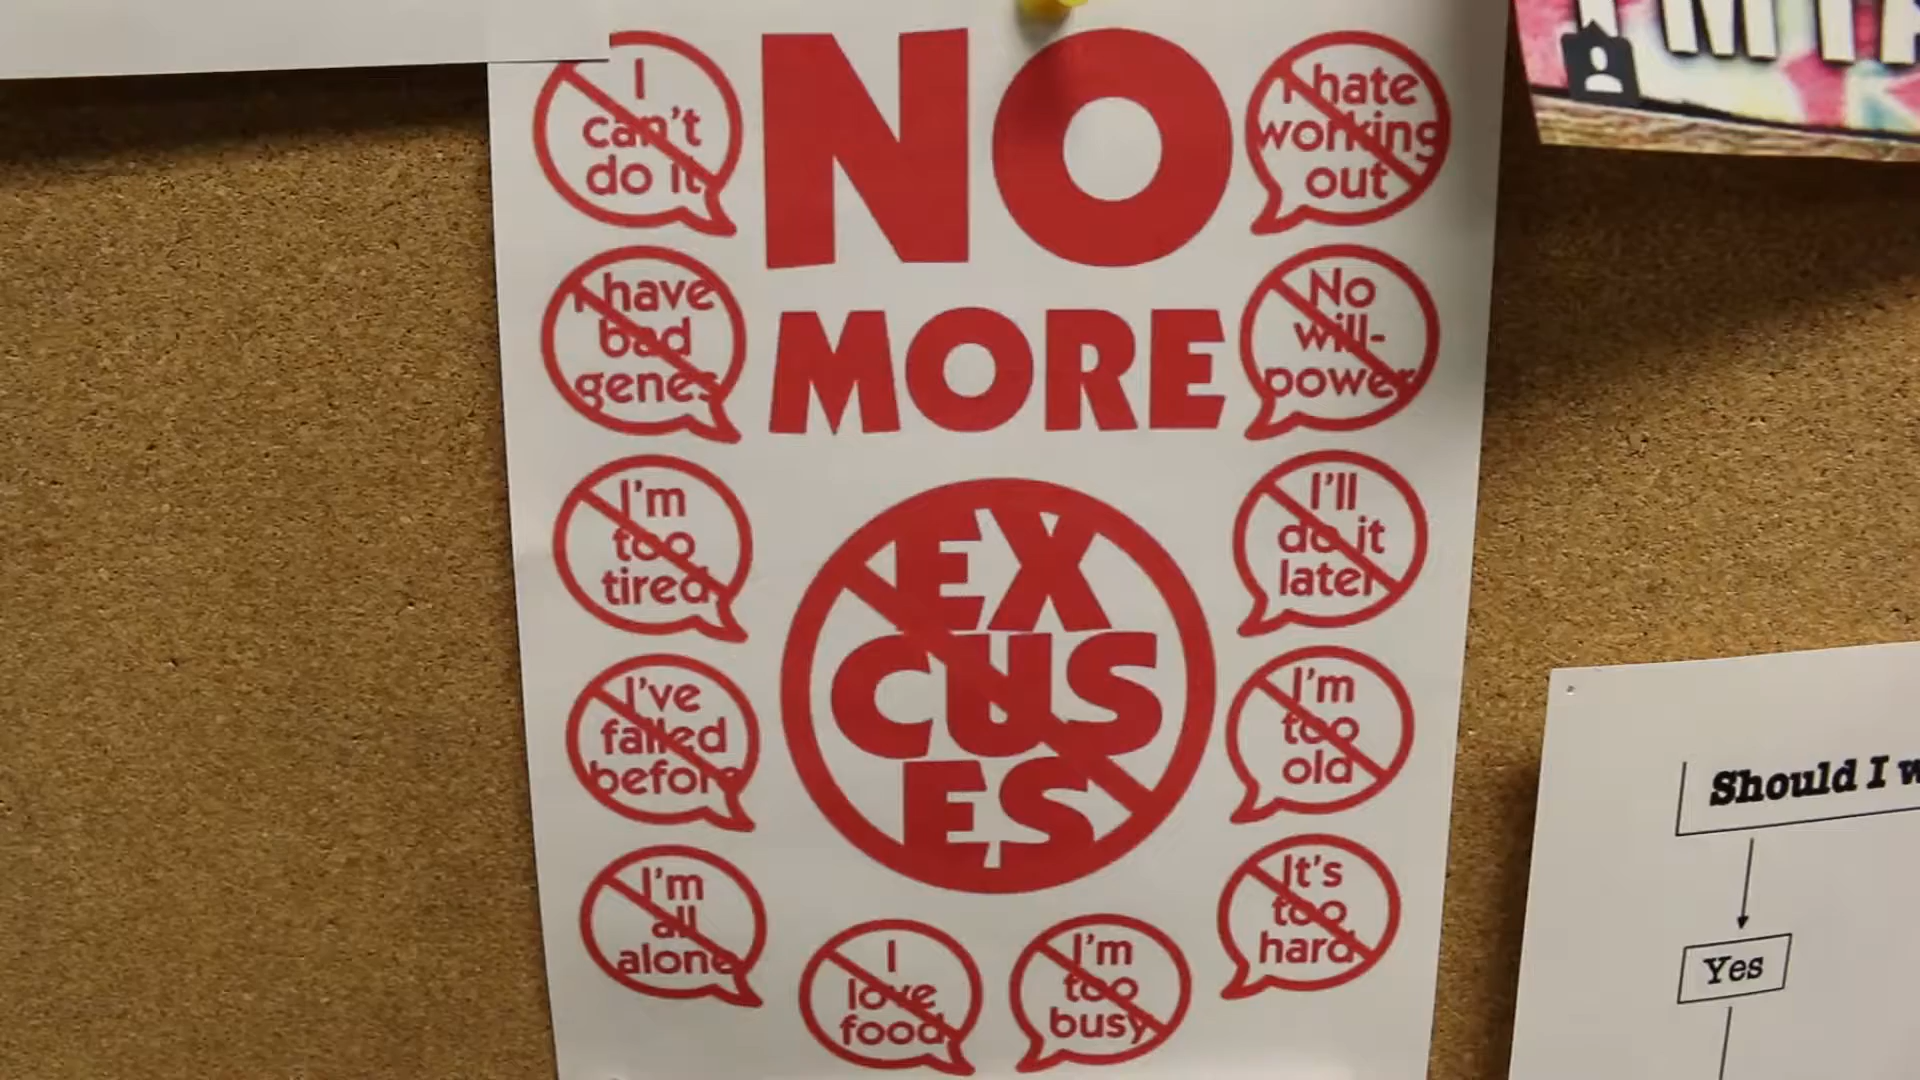 NO
MORE
EX
CUS
ES
I
can't
do it
I have
bad
genes
I'm
too
tired
I've
failed
before
I'm
all
alone
I
love
food
I'm
too
busy
I hate
working
out
No
will-
power
I'll
do it
later
I'm
too
old
It's
too
hard
Should I
Yes